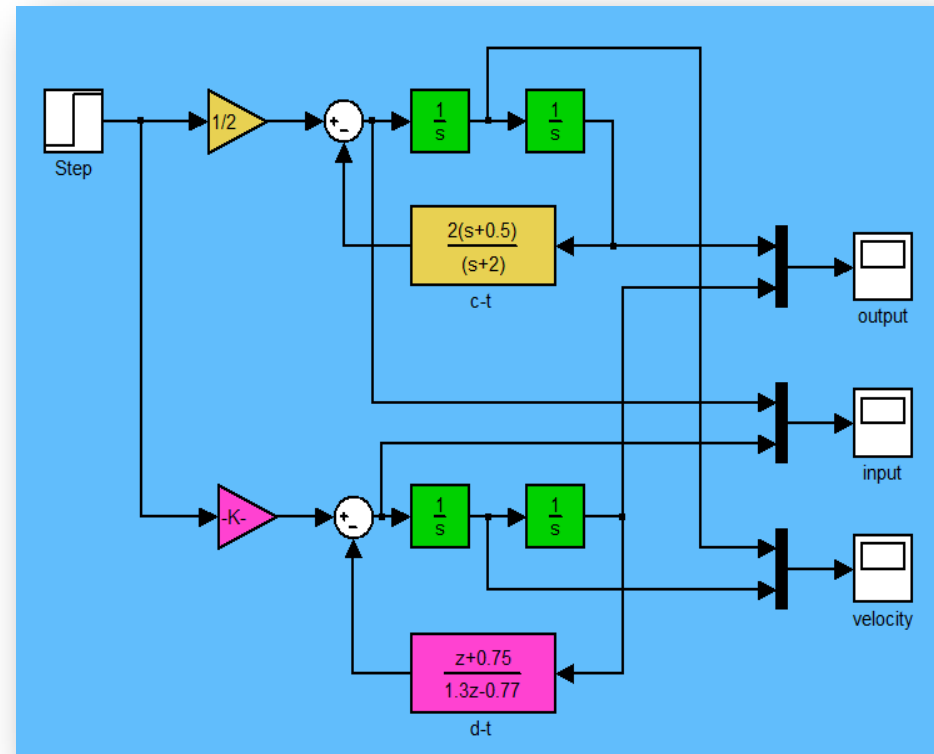 Step
1/2
+
−
1
s
1
s
2(s+0.5)
(s+2)
c-t
output
input
-K-
+
−
1
s
1
s
velocity
z+0.75
1.3z-0.77
d-t